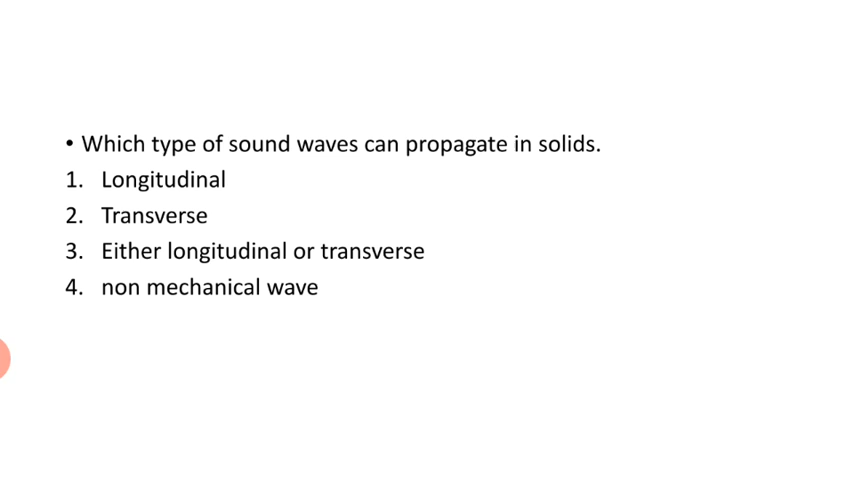 • Which type of sound waves can propagate in solids.
1. Longitudinal
2. Transverse
3. Either longitudinal or transverse
4. non mechanical wave